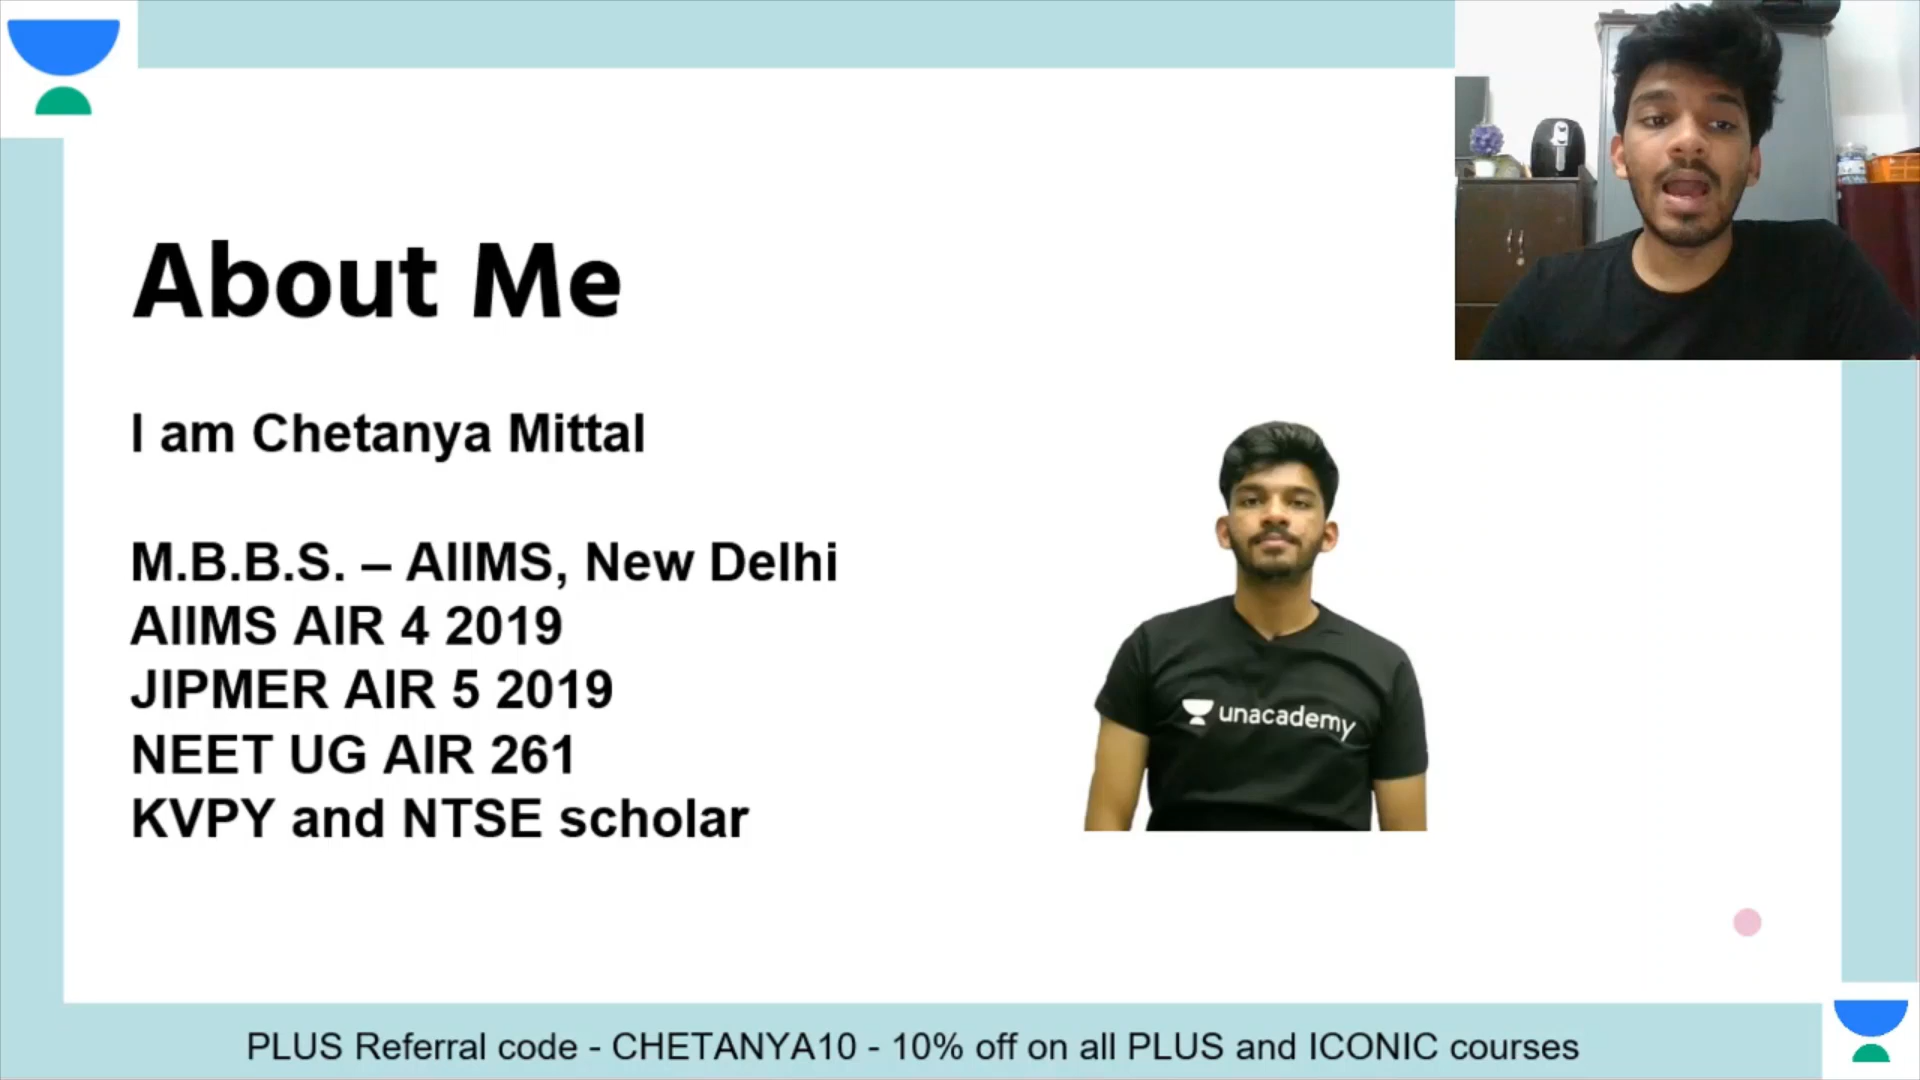 About Me
I am Chetanya Mittal
M.B.B.S. – AIIMS, New Delhi
AIIMS AIR 4 2019
JIPMER AIR 5 2019
NEET UG AIR 261
KVPY and NTSE scholar
unacademy
PLUS Referral code - CHETANYA10 - 10% off on all PLUS and ICONIC courses